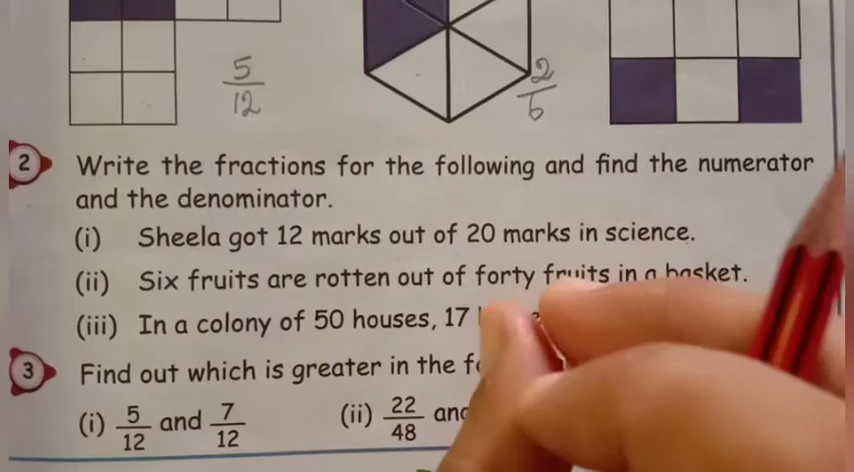 5/12
2/6
2 Write the fractions for the following and find the numerator
and the denominator.
(i) Sheela got 12 marks out of 20 marks in science.
(ii) Six fruits are rotten out of forty fruits in a basket.
(iii) In a colony of 50 houses, 17
3 Find out which is greater in the
(i) 5/12 and 7/12 (ii) 22/48 and